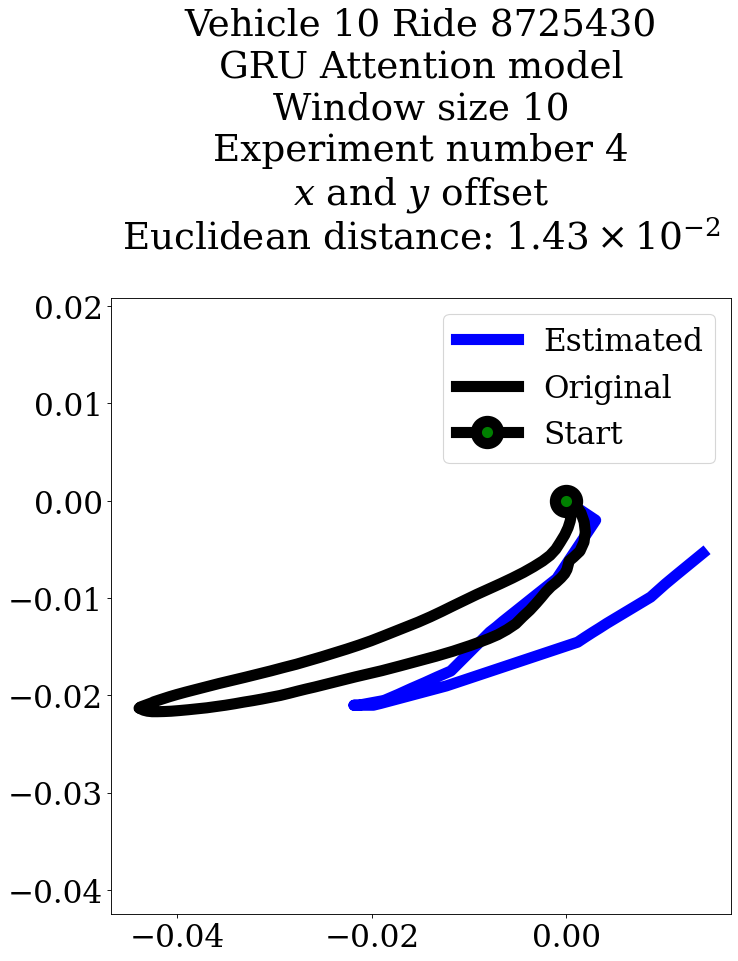 Vehicle 10 Ride 8725430
GRU Attention model
Window size 10
Experiment number 4
x and y offset
Euclidean distance: 1.43 × 10⁻²
0.02
Estimated
0.01
Original
Start
0.00
−0.01
−0.02
−0.03
−0.04
−0.04 −0.02 0.00